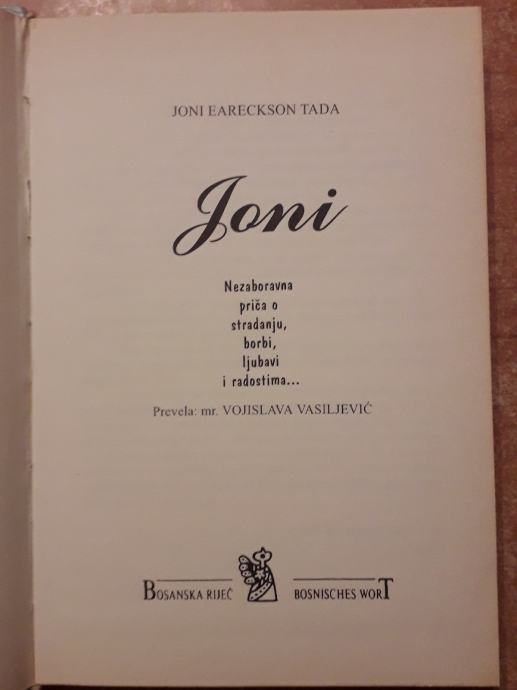 JONI EARECKSON TADA
Joni
Nezaboravna
priča o
stradanju,
borbi,
ljubavi
i radostima...
Prevela: mr. VOJISLAVA VASILJEVIĆ
BOSANSKA RIJEČ BOSNISCHES WORT